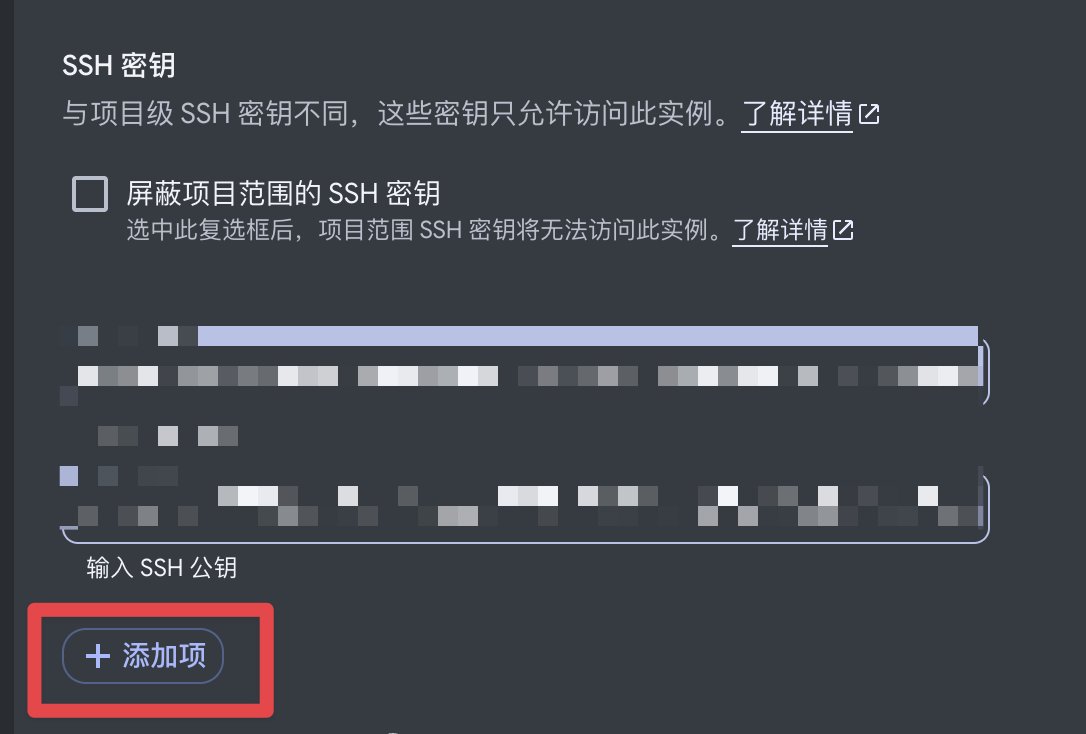 SSH 密钥
与项目级 SSH 密钥不同，这些密钥只允许访问此实例。了解详情
屏蔽项目范围的 SSH 密钥
选中此复选框后，项目范围 SSH 密钥将无法访问此实例。了解详情
输入 SSH 公钥
添加项